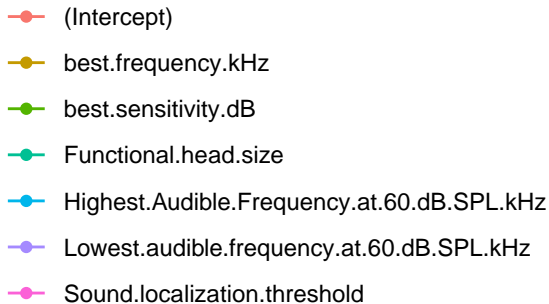 (Intercept)
best.frequency.kHz
best.sensitivity.dB
Functional.head.size
Highest.Audible.Frequency.at.60.dB.SPL.kHz
Lowest.audible.frequency.at.60.dB.SPL.kHz
Sound.localization.threshold